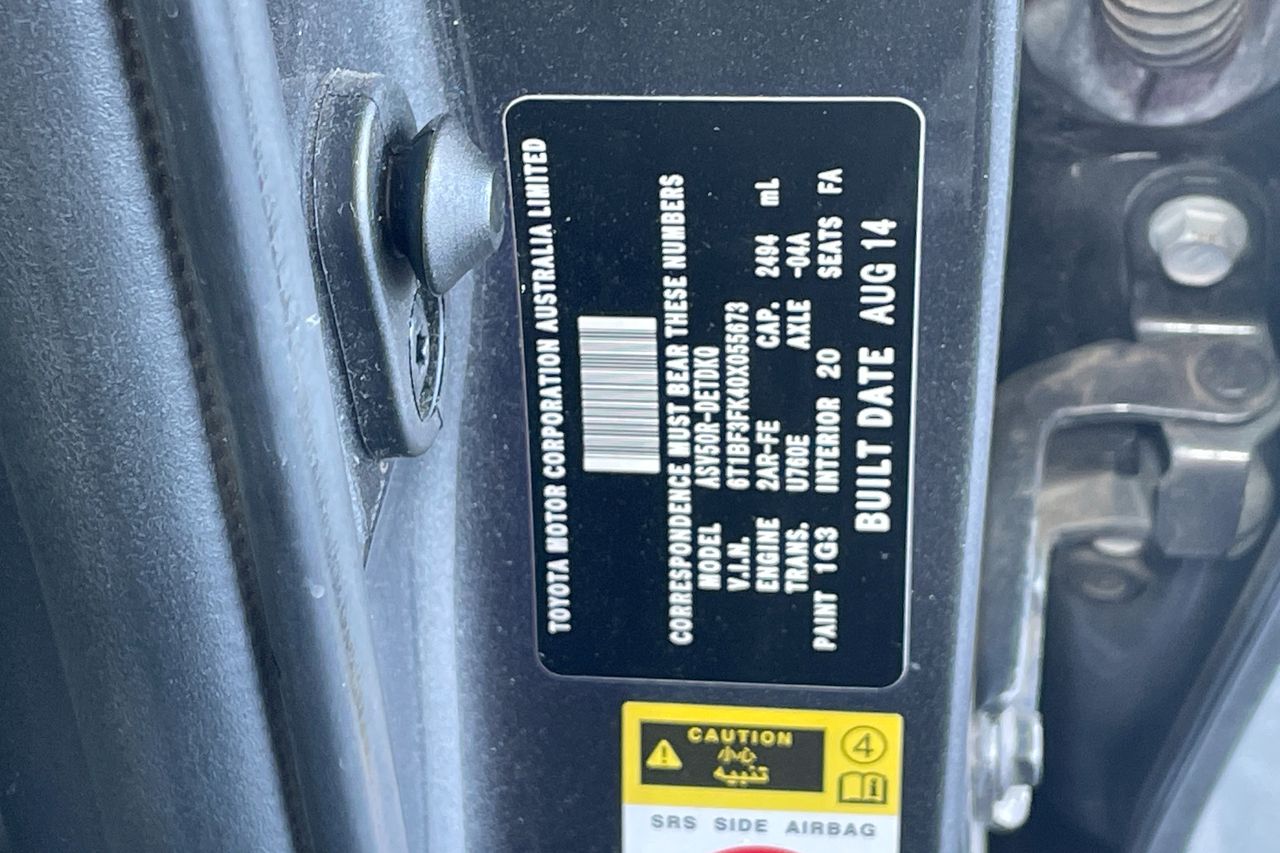 TOYOTA MOTOR CORPORATION AUSTRALIA LIMITED
CORRESPONDENCE MUST BEAR THESE NUMBERS
MODEL ASV50R-DETDKQ
V.I.N. 6T1BF3FK40X055673
ENGINE 2AR-FE CAP. 2494 mL
TRANS. U760E AXLE -04A
PAINT 1G3 INTERIOR 20 SEATS FA
BUILT DATE AUG 14
CAUTION
تنبيه
4
SRS SIDE AIRBAG